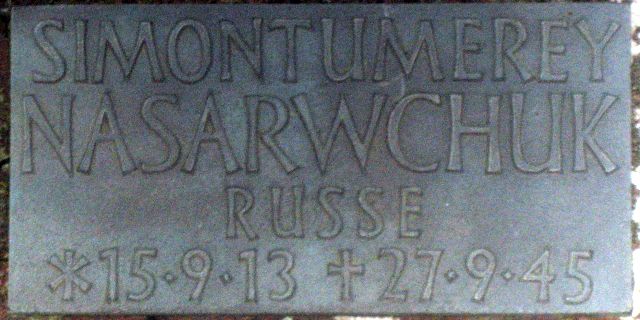 SIMONTUMEREY
NASARWCHUK
RUSSE
*15·9·13 †27·9·45